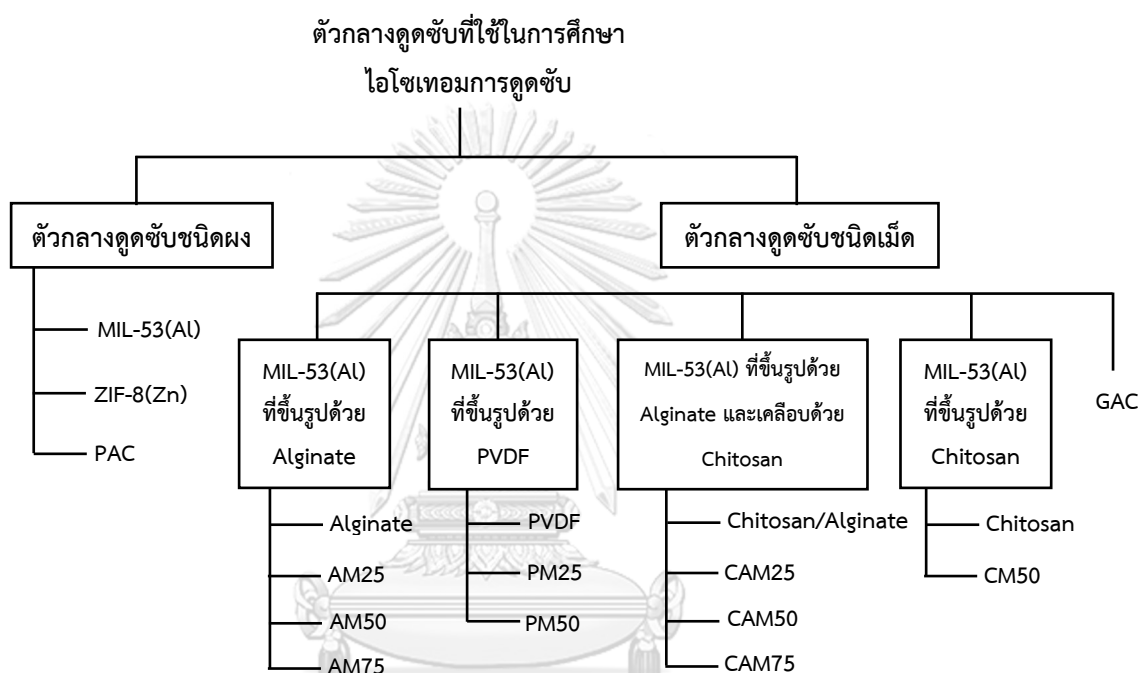 ตัวกลางดูดซับที่ใช้ในการศึกษา
ไอโซเทอมการดูดซับ
ตัวกลางดูดซับชนิดผง
MIL-53(Al)
ZIF-8(Zn)
PAC
ตัวกลางดูดซับชนิดเม็ด
MIL-53(Al)
ที่ขึ้นรูปด้วย
Alginate
Alginate
AM25
AM50
AM75
MIL-53(Al)
ที่ขึ้นรูปด้วย
PVDF
PVDF
PM25
PM50
MIL-53(Al) ที่ขึ้นรูปด้วย
Alginate และเคลือบด้วย
Chitosan
Chitosan/Alginate
CAM25
CAM50
CAM75
MIL-53(Al)
ที่ขึ้นรูปด้วย
Chitosan
Chitosan
CM50
GAC